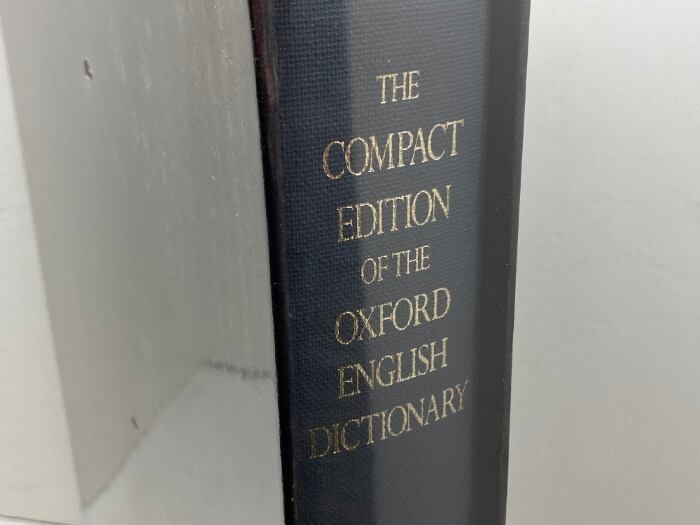 THE
COMPACT
EDITION
OF THE
OXFORD
ENGLISH
DICTIONARY